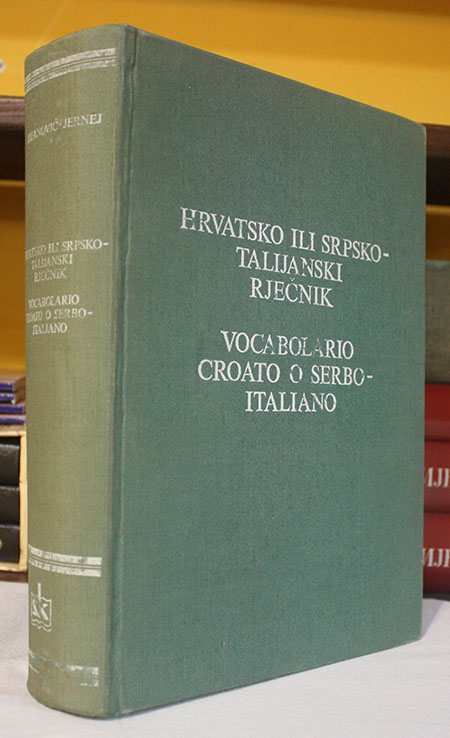 DEANOVIĆ-JERNEJ
HRVATSKO ILI SRPSKO-
TALIJANSKI
RJEČNIK
VOCABOLARIO
CROATO O SERBO-
ITALIANO
HRVATSKO ILI SRPSKO-
TALIJANSKI
RJEČNIK
VOCABOLARIO
CROATO O SERBO-
ITALIANO